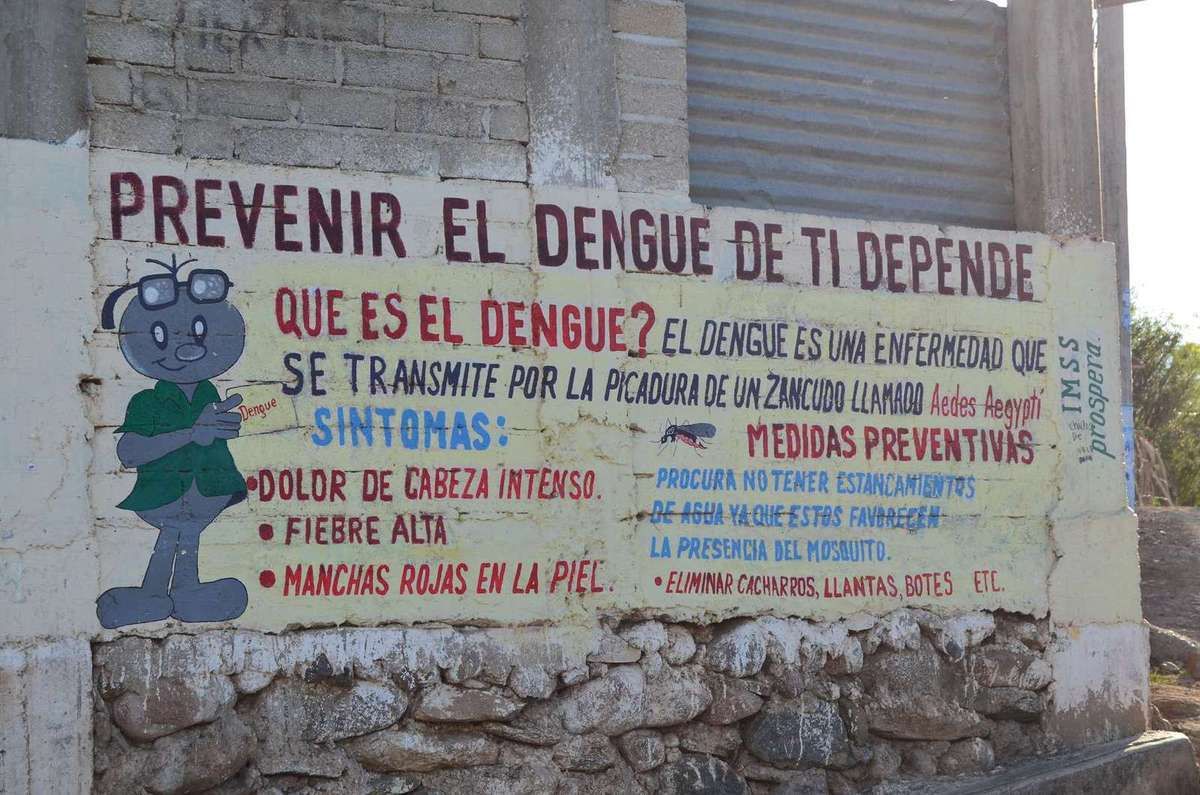 PREVENIR EL DENGUE DE TI DEPENDE
QUE ES EL DENGUE? EL DENGUE ES UNA ENFERMEDAD QUE
SE TRANSMITE POR LA PICADURA DE UN ZANCUDO LLAMADO Aedes Aegypti
Dengue
SINTOMAS:
•DOLOR DE CABEZA INTENSO.
• FIEBRE ALTA
• MANCHAS ROJAS EN LA PIEL.
MEDIDAS PREVENTIVAS
PROCURA NO TENER ESTANCAMIENTOS
DE AGUA YA QUE ESTOS FAVORECEN
LA PRESENCIA DEL MOSQUITO.
• ELIMINAR CACHARROS, LLANTAS, BOTES ETC.
IMSS
prospera.